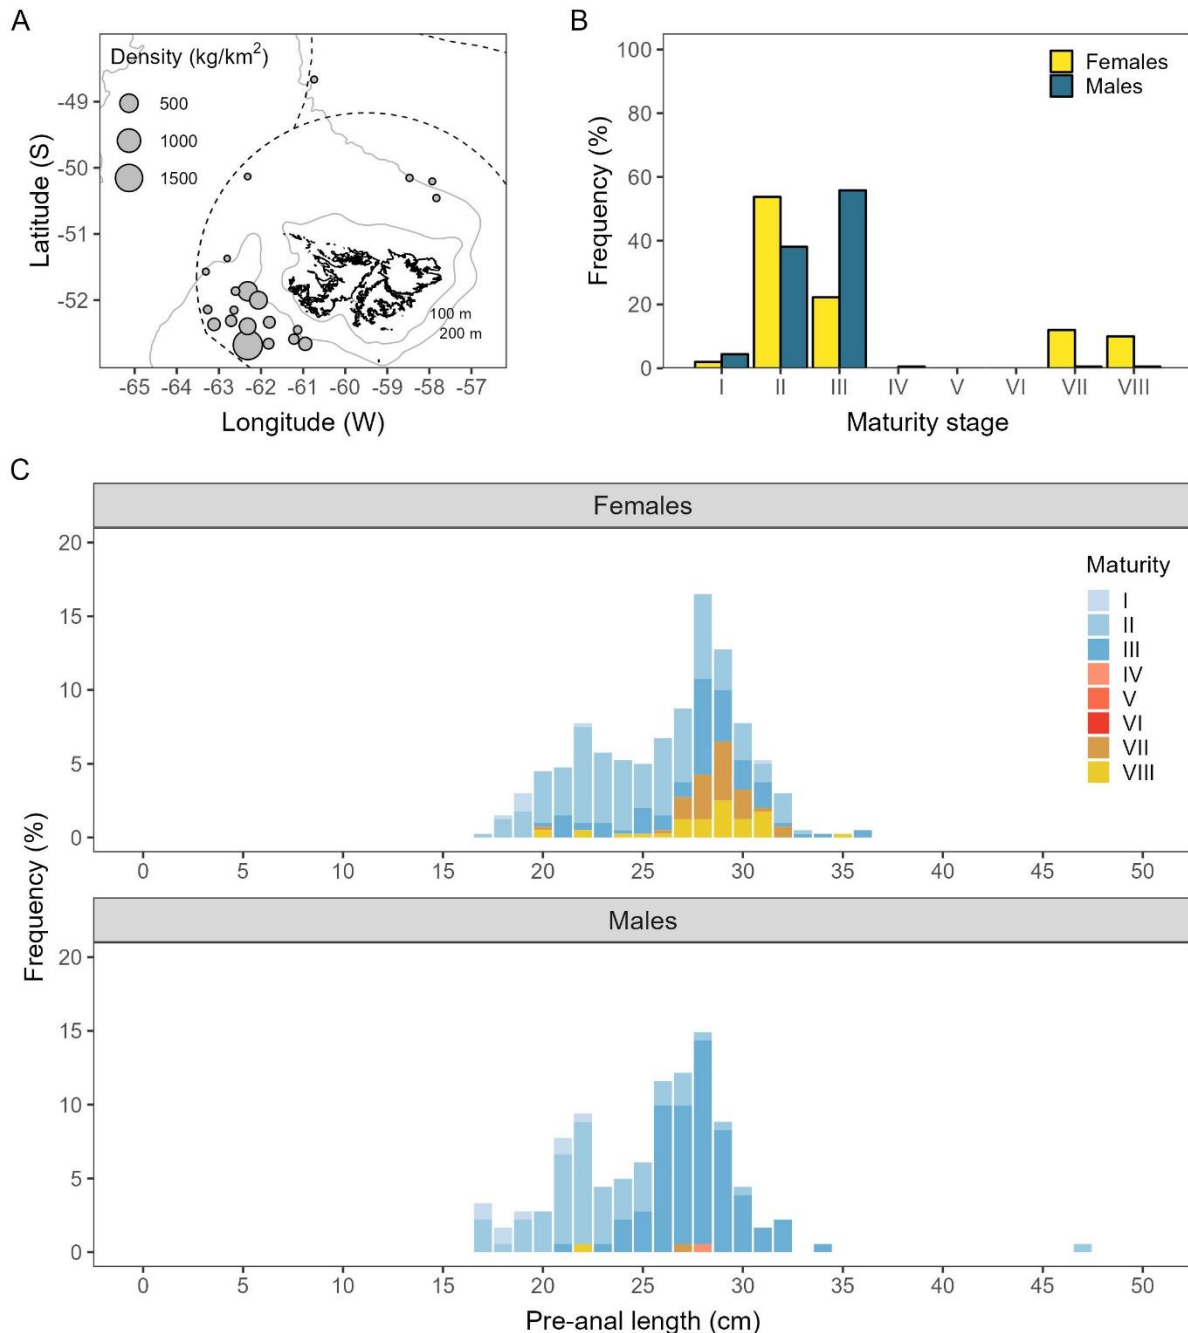 A
Density (kg/km²)
500
1000
1500
-49
-50
-51
-52
Latitude (S)
100 m
200 m
-65 -64 -63 -62 -61 -60 -59 -58 -57
Longitude (W)
B
Females
Males
100
80
60
40
20
0
Frequency (%)
I II III IV V VI VII VIII
Maturity stage
C
Females
20
15
10
5
0
Maturity
I
II
III
IV
V
VI
VII
VIII
0 5 10 15 20 25 30 35 40 45 50
Frequency (%)
Males
20
15
10
5
0
0 5 10 15 20 25 30 35 40 45 50
Pre-anal length (cm)